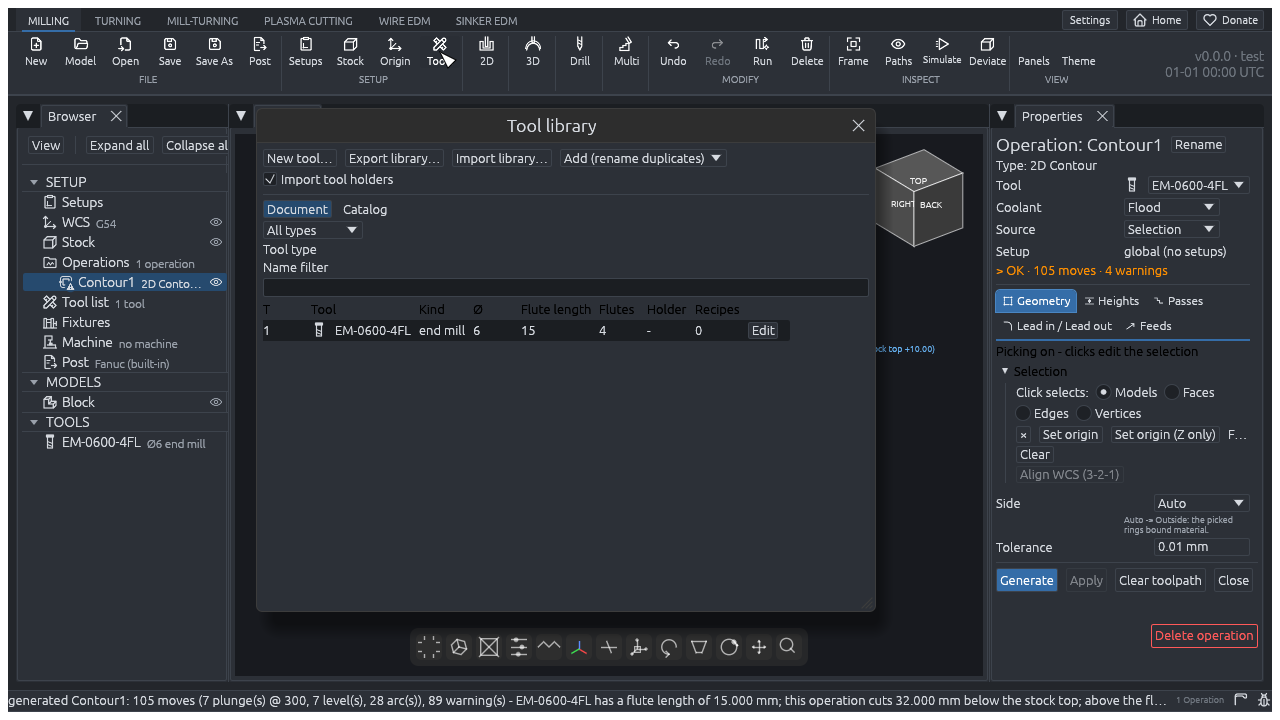 MILLING TURNING MILL-TURNING PLASMA CUTTING WIRE EDM SINKER EDM Settings Home Donate
New Model Open Save Save As Post Setups Stock Origin 2D 3D Drill Multi Undo Redo Run Delete Frame Paths Simulate Deviate Panels Theme
FILE SETUP MODIFY INSPECT VIEW
v0.0.0 · test
01-01 00:00 UTC
Browser
View Expand all Collapse al
SETUP
Setups
WCS G54
Stock
Operations 1 operation
Contour1 2D Conto...
Tool list 1 tool
Fixtures
Machine no machine
Post Fanuc (built-in)
MODELS
Block
TOOLS
EM-0600-4FL Ø6 end mill
Tool library
New tool... Export library... Import library... Add (rename duplicates)
Import tool holders
Document Catalog
All types
Tool type
Name filter
T Tool Kind Ø Flute length Flutes Holder Recipes
1 EM-0600-4FL end mill 6 15 4 - 0 Edit
TOP
RIGHT BACK
ck top +10.00)
Properties
Operation: Contour1 Rename
Type: 2D Contour
Tool EM-0600-4FL
Coolant Flood
Source Selection
Setup global (no setups)
> OK · 105 moves · 4 warnings
Geometry Heights Passes
Lead in / Lead out Feeds
Picking on - clicks edit the selection
Selection
Click selects: Models Faces
Edges Vertices
× Set origin Set origin (Z only) F...
Clear
Align WCS (3-2-1)
Side Auto
Auto -> Outside: the picked
rings bound material.
Tolerance 0.01 mm
Generate Apply Clear toolpath Close
Delete operation
generated Contour1: 105 moves (7 plunge(s) @ 300, 7 level(s), 28 arc(s)), 89 warning(s) - EM-0600-4FL has a flute length of 15.000 mm; this operation cuts 32.000 mm below the stock top; above the fl... 1 Operation